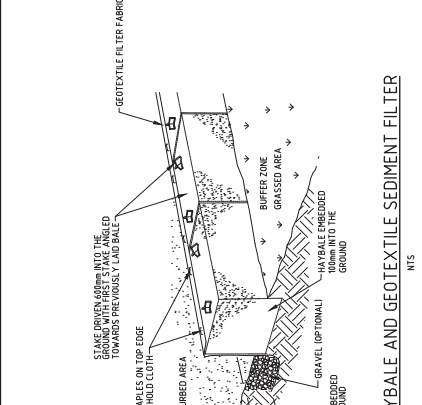 GEOTEXTILE FILTER FABRIC
STAKE DRIVEN 600mm INTO THE
GROUND WITH FIRST STAKE ANGLED
TOWARDS PREVIOUSLY LAID BALE
APLES ON TOP EDGE
HOLD CLOTH
URBED AREA
BUFFER ZONE
GRASSED AREA
HAYBALE EMBEDDED
100mm INTO THE
GROUND
GRAVEL (OPTIONAL)
BEDDED
OUND
YBALE AND GEOTEXTILE SEDIMENT FILTER
NTS